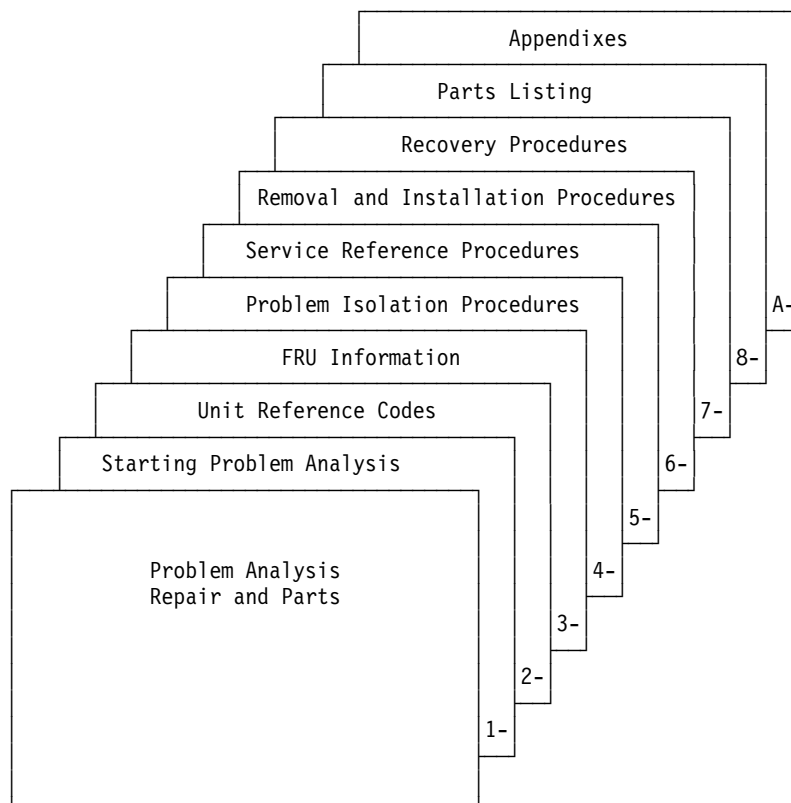 Appendixes
Parts Listing
Recovery Procedures
Removal and Installation Procedures
Service Reference Procedures
Problem Isolation Procedures
A-
FRU Information
8-
Unit Reference Codes
7-
Starting Problem Analysis
6-
5-
Problem Analysis
4-
Repair and Parts
3-
2-
1-